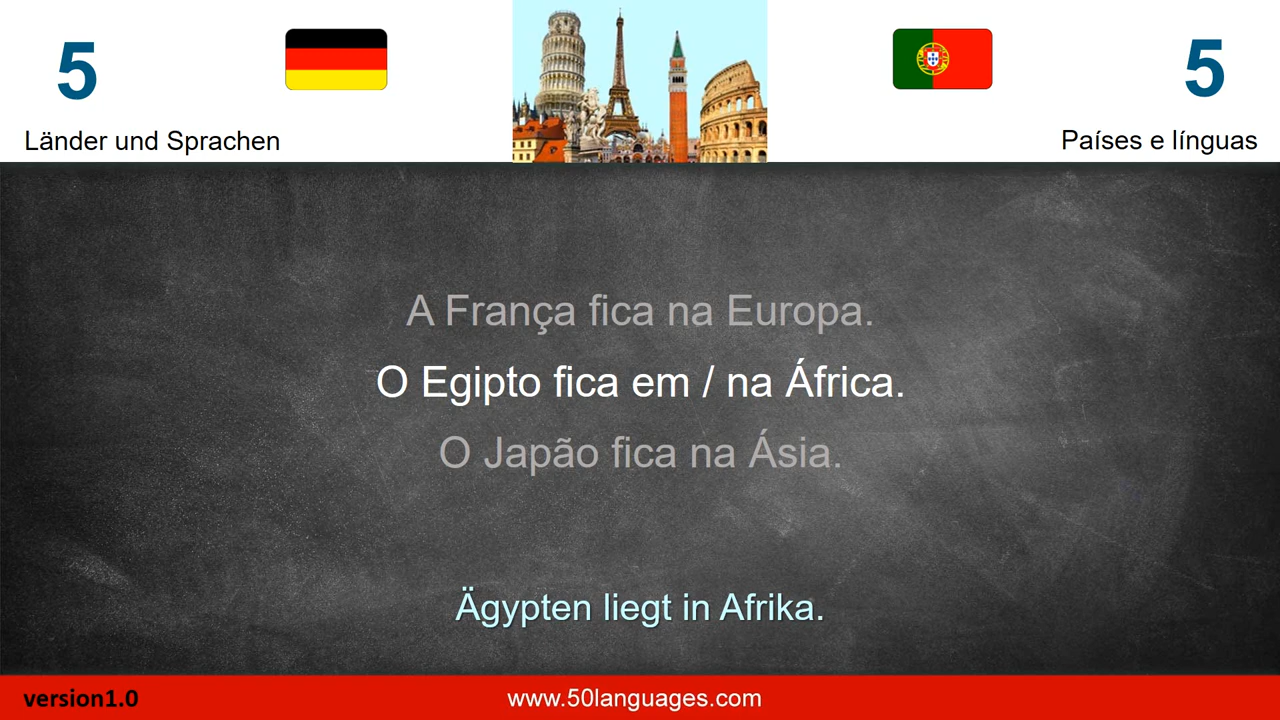 5
5
Länder und Sprachen
Países e línguas
A França fica na Europa.
O Egipto fica em / na África.
O Japão fica na Ásia.
Ägypten liegt in Afrika.
version1.0
www.50languages.com